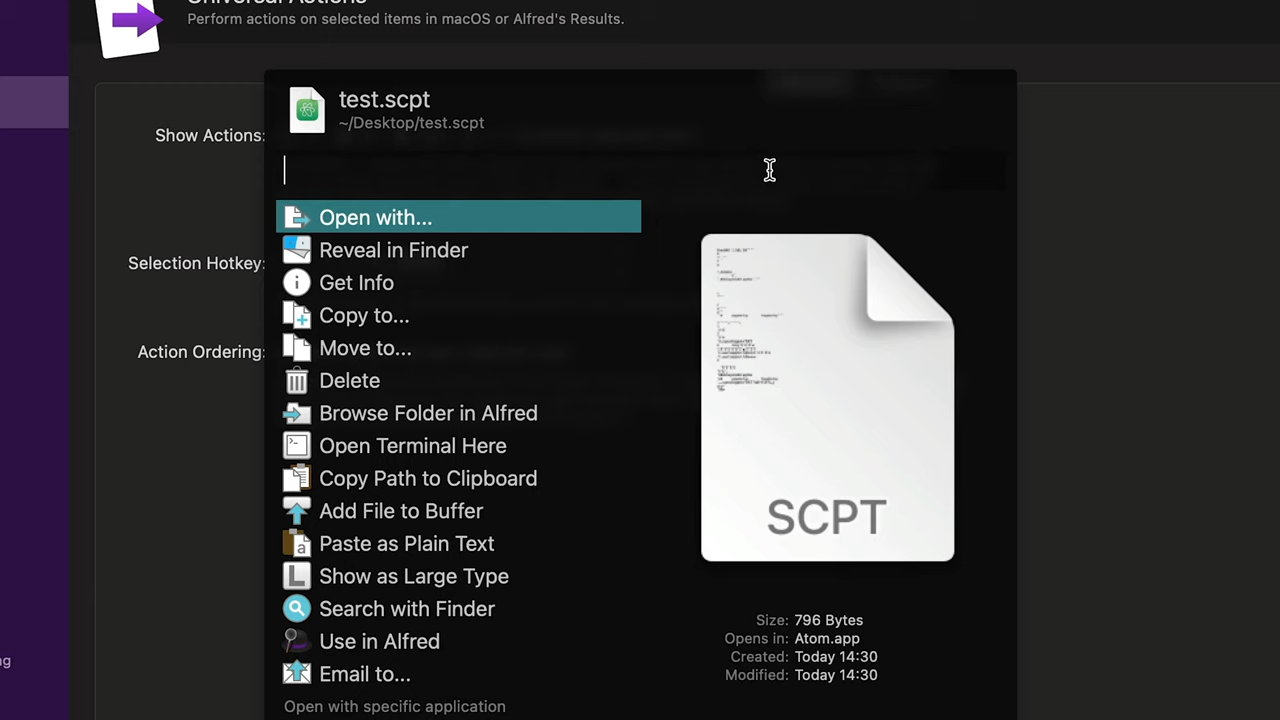 Universal Actions
Perform actions on selected items in macOS or Alfred's Results.
test.scpt
~/Desktop/test.scpt
Show Actions:
Selection Hotkey:
Action Ordering:
Open with...
Reveal in Finder
Get Info
Copy to...
Move to...
Delete
Browse Folder in Alfred
Open Terminal Here
Copy Path to Clipboard
Add File to Buffer
Paste as Plain Text
Show as Large Type
Search with Finder
Use in Alfred
Email to...
Open with specific application
SCPT
Size: 796 Bytes
Opens in: Atom.app
Created: Today 14:30
Modified: Today 14:30
ng